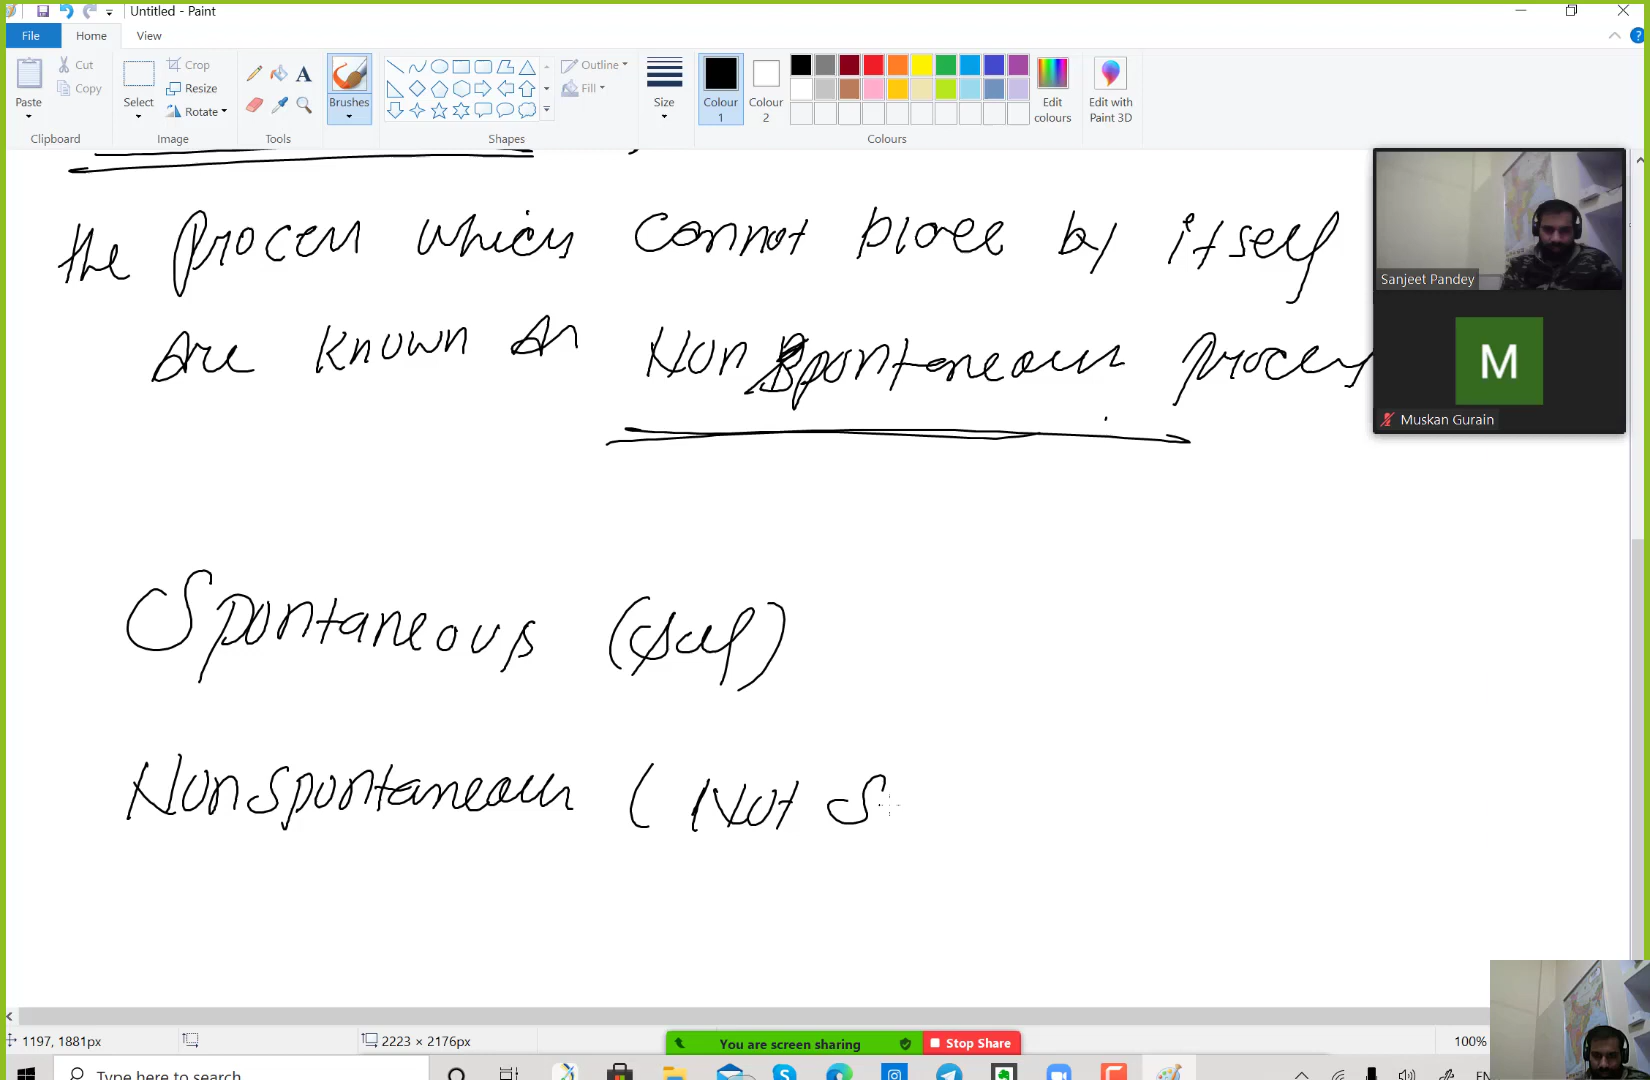 Untitled - Paint
File Home View
Cut
Copy
Paste
Clipboard
Select
Crop
Resize
Rotate
Image
A
Tools
Brushes
Shapes
Outline
Fill
Size
Colour 1
Colour 2
Edit colours
Edit with Paint 3D
Colours
the process which cannot place by itself
Are known as Non Spontaneous process
Spontaneous (self)
Nonspontaneous ( Not S
Sanjeet Pandey
M
Muskan Gurain
1197, 1881px
2223 × 2176px
You are screen sharing
Stop Share
100%
Type here to search